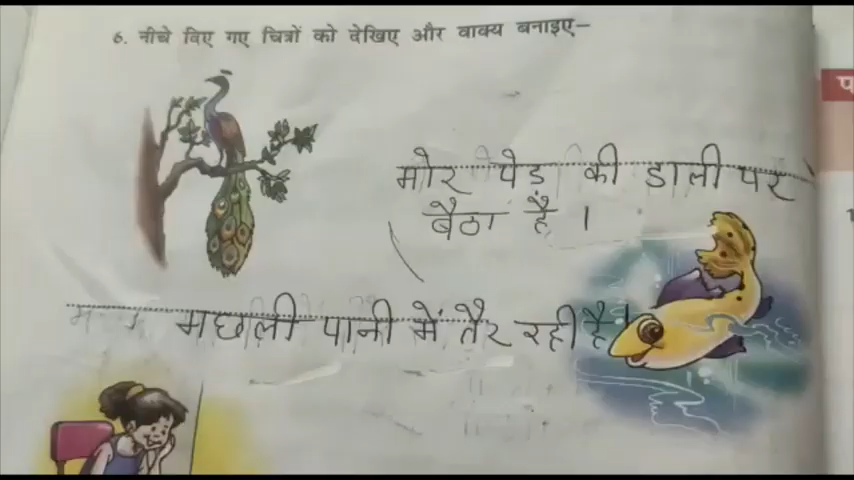 6. नीचे दिए गए चित्रों को देखिए और वाक्य बनाइए–
मोर पेड़ की डाली पर
बैठा है ।
मछली पानी में तैर रही है ।